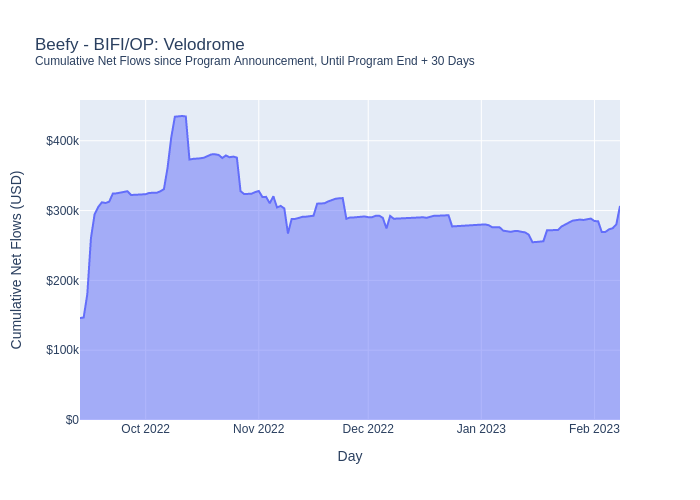 Beefy - BIFI/OP: Velodrome
Cumulative Net Flows since Program Announcement, Until Program End + 30 Days
Cumulative Net Flows (USD)
$400k
$300k
$200k
$100k
$0
Oct 2022
Nov 2022
Dec 2022
Jan 2023
Feb 2023
Day